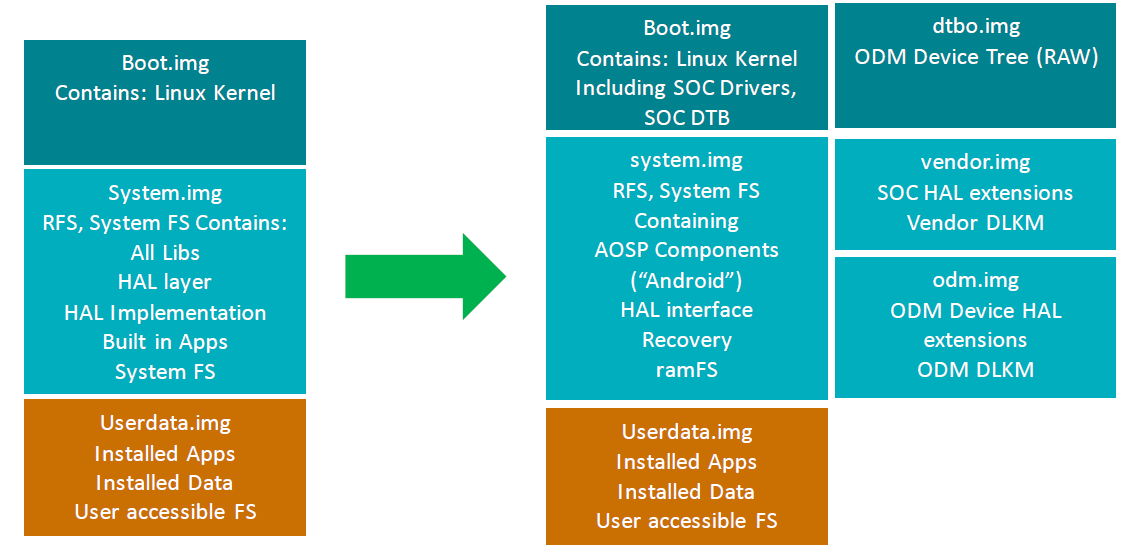 Boot.img
Contains: Linux Kernel
System.img
RFS, System FS Contains:
All Libs
HAL layer
HAL Implementation
Built in Apps
System FS
Userdata.img
Installed Apps
Installed Data
User accessible FS
Boot.img
Contains: Linux Kernel
Including SOC Drivers,
SOC DTB
system.img
RFS, System FS
Containing
AOSP Components
(“Android”)
HAL interface
Recovery
ramFS
Userdata.img
Installed Apps
Installed Data
User accessible FS
dtbo.img
ODM Device Tree (RAW)
vendor.img
SOC HAL extensions
Vendor DLKM
odm.img
ODM Device HAL
extensions
ODM DLKM